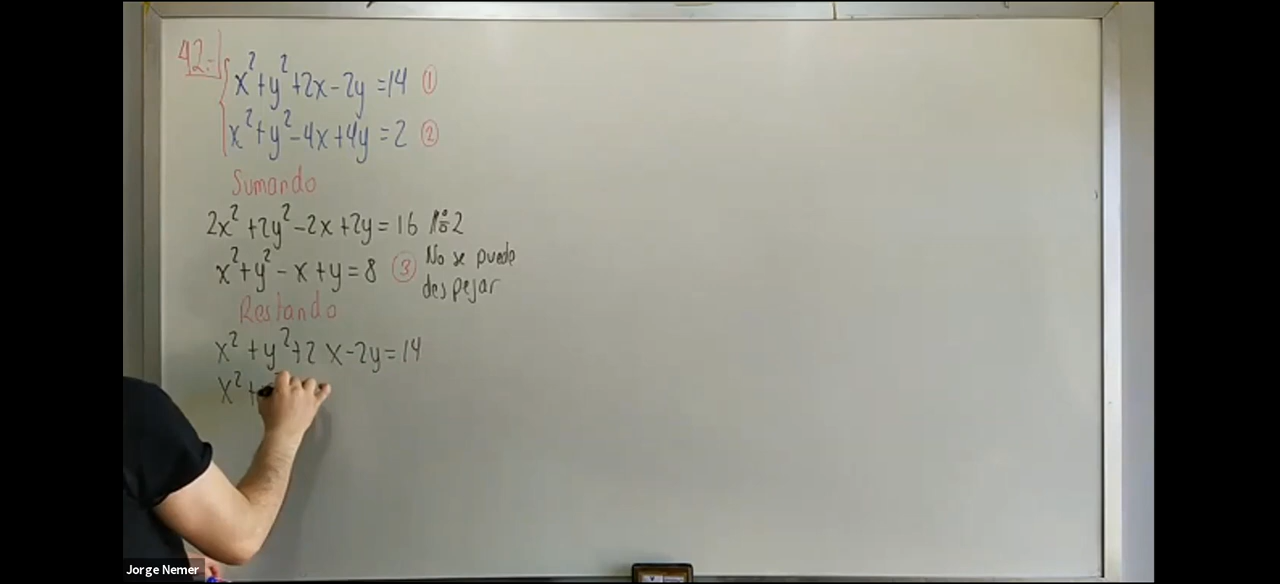 42.-
x²+y²+2x-2y=14 ①
x²+y²-4x+4y=2 ②
Sumando
2x²+2y²-2x+2y=16 //÷2
x²+y²-x+y=8 ③ No se puede
despejar
Restando
x²+y²+2x-2y=14
x²+
Jorge Nemer